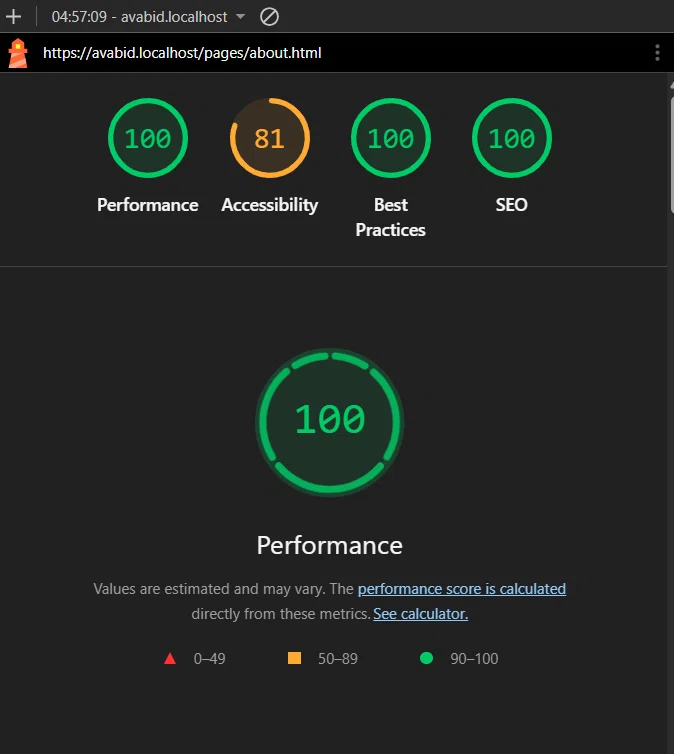 04:57:09 - avabid.localhost
https://avabid.localhost/pages/about.html
100 81 100 100
Performance Accessibility Best Practices SEO
100
Performance
Values are estimated and may vary. The performance score is calculated
directly from these metrics. See calculator.
0–49 50–89 90–100